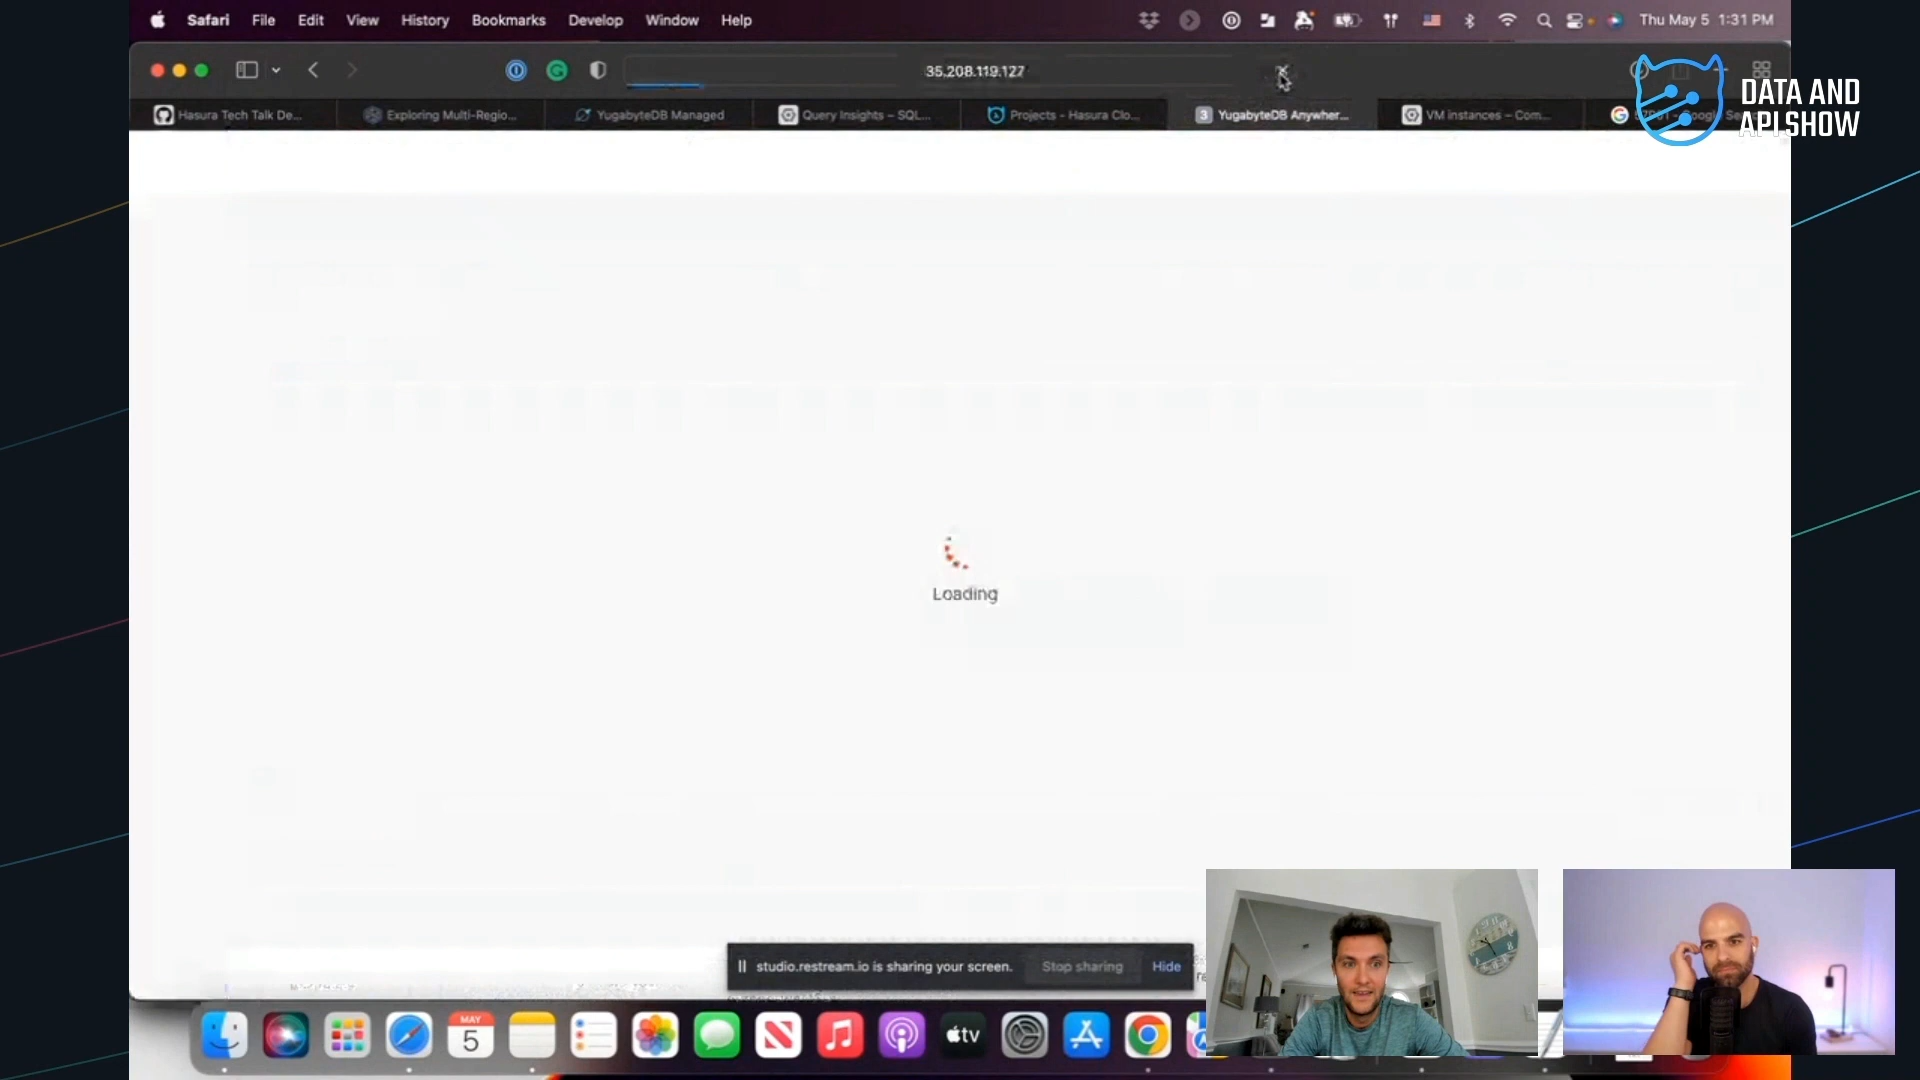 Safari File Edit View History Bookmarks Develop Window Help
Thu May 5 1:31 PM
35.208.119.127
DATA AND
API SHOW
Hasura Tech Talk De...
Exploring Multi-Regio...
YugabyteDB Managed
Query Insights – SQL...
Projects - Hasura Clo...
3 YugabyteDB Anywher...
VM instances – Com...
Loading
studio.restream.io is sharing your screen. Stop sharing Hide
MAY
5
tv